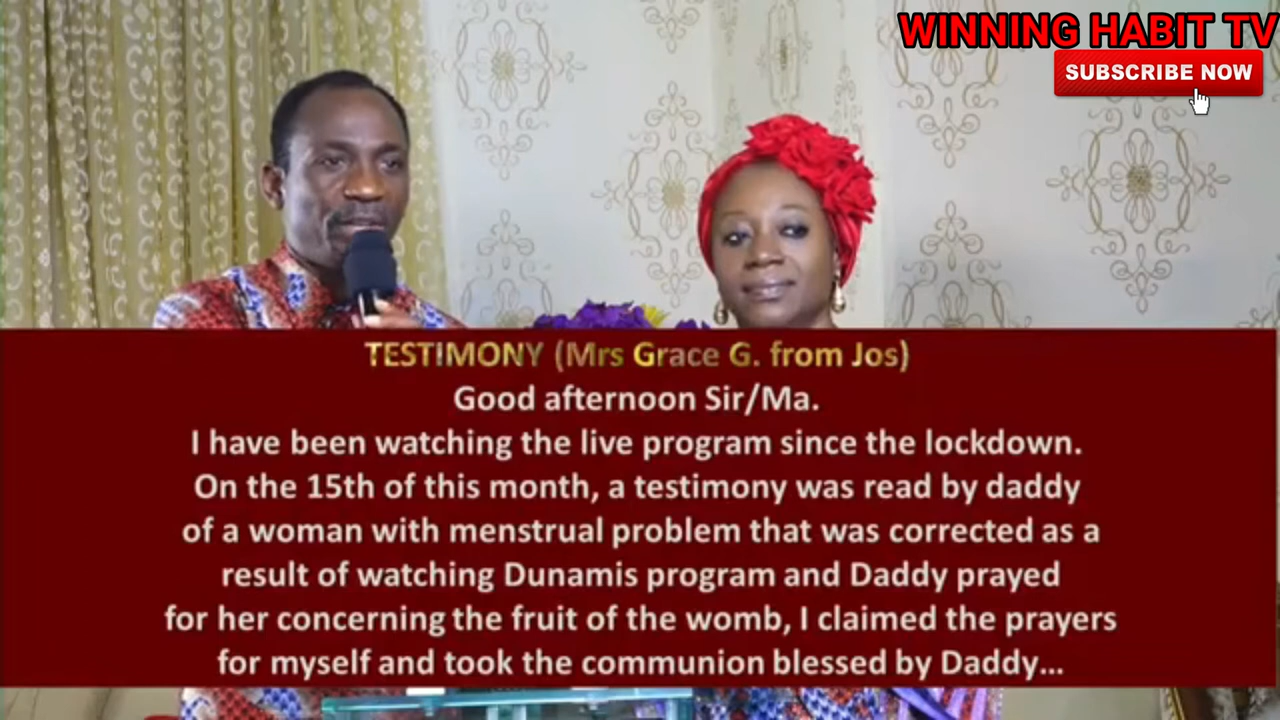 WINNING HABIT TV
SUBSCRIBE NOW
TESTIMONY (Mrs Grace G. from Jos)
Good afternoon Sir/Ma.
I have been watching the live program since the lockdown.
On the 15th of this month, a testimony was read by daddy
of a woman with menstrual problem that was corrected as a
result of watching Dunamis program and Daddy prayed
for her concerning the fruit of the womb, I claimed the prayers
for myself and took the communion blessed by Daddy...